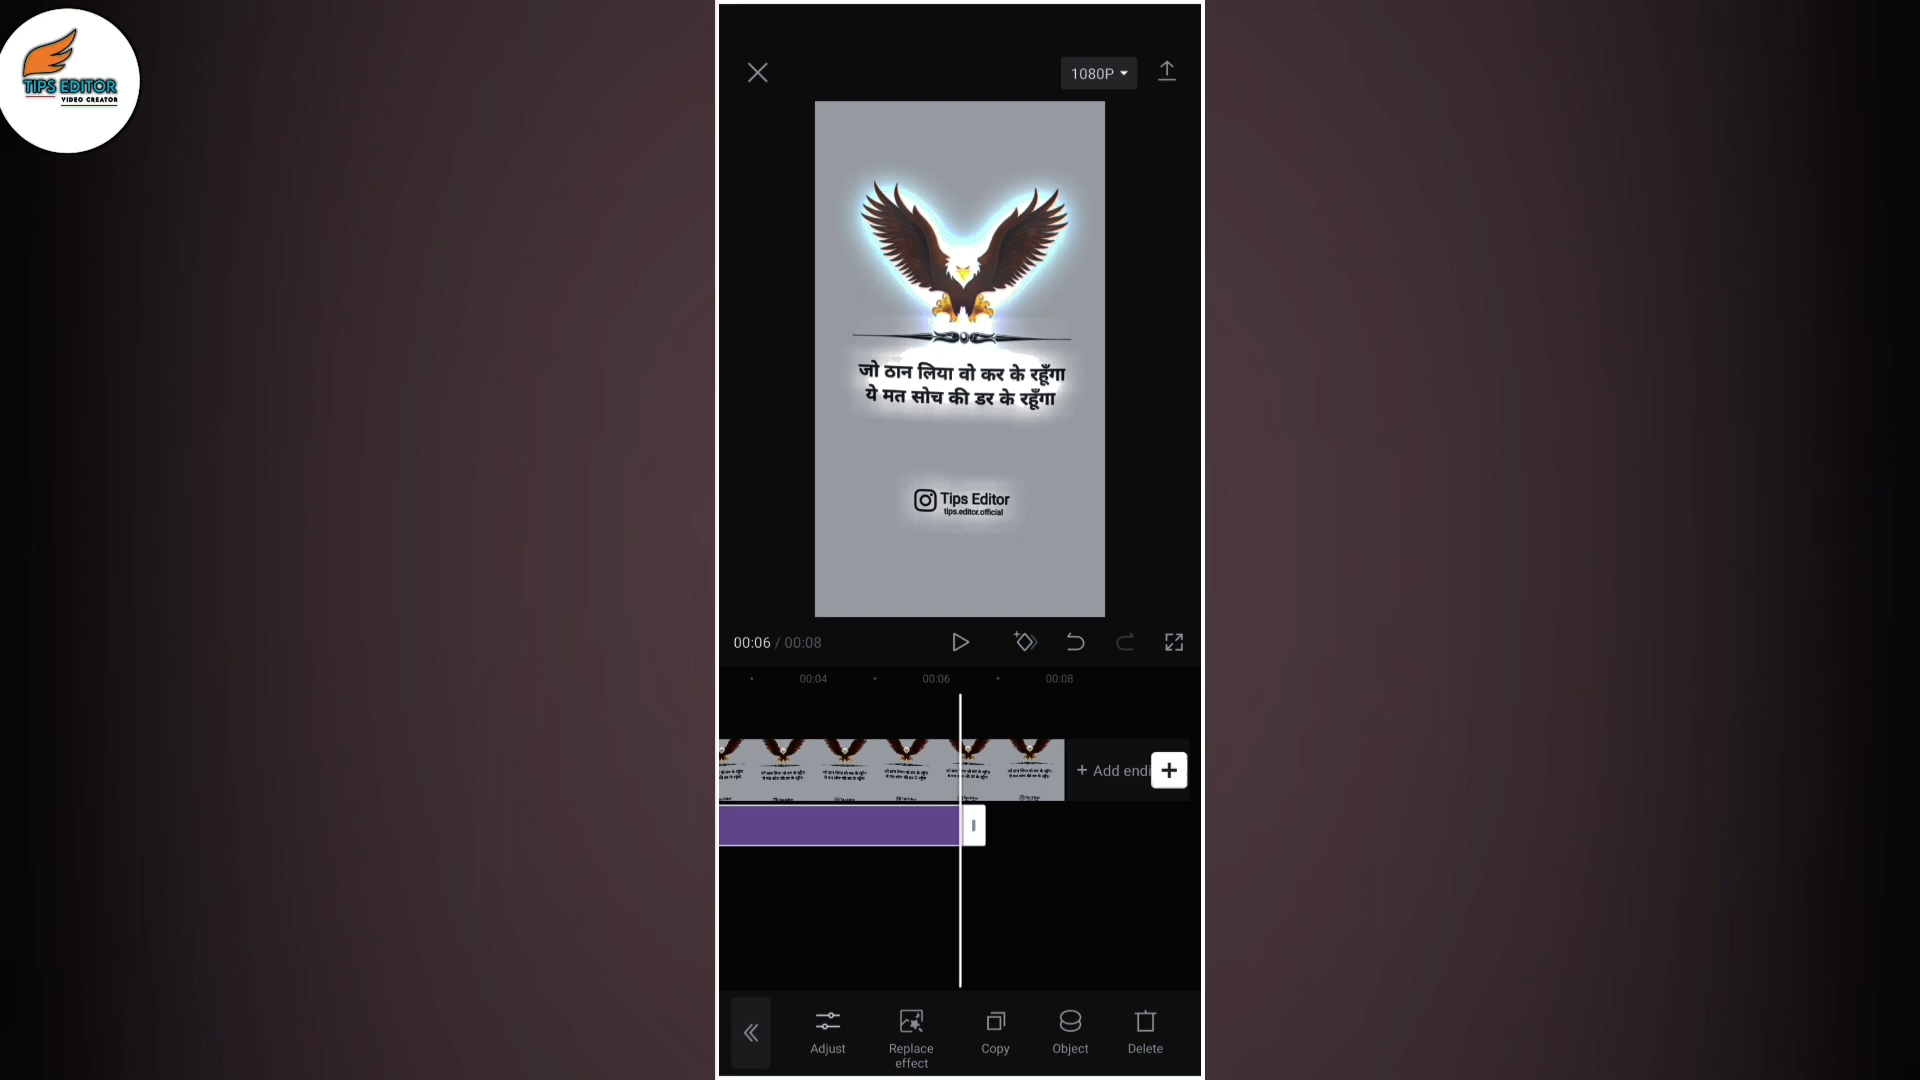 TIPS EDITOR
VIDEO CREATOR
1080P
जो ठान लिया वो कर के रहूँगा
ये मत सोच की डर के रहूँगा
Tips Editor
tips.editor.official
00:06 / 00:08
00:04
00:06
00:08
+ Add endi
Adjust
Replace
effect
Copy
Object
Delete